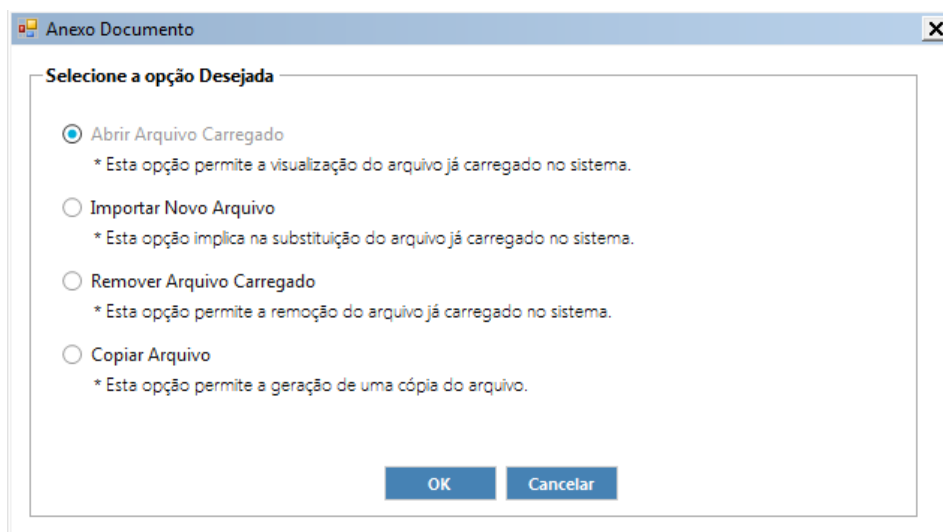 Anexo Documento
Selecione a opção Desejada
Abrir Arquivo Carregado
* Esta opção permite a visualização do arquivo já carregado no sistema.
Importar Novo Arquivo
* Esta opção implica na substituição do arquivo já carregado no sistema.
Remover Arquivo Carregado
* Esta opção permite a remoção do arquivo já carregado no sistema.
Copiar Arquivo
* Esta opção permite a geração de uma cópia do arquivo.
OK Cancelar